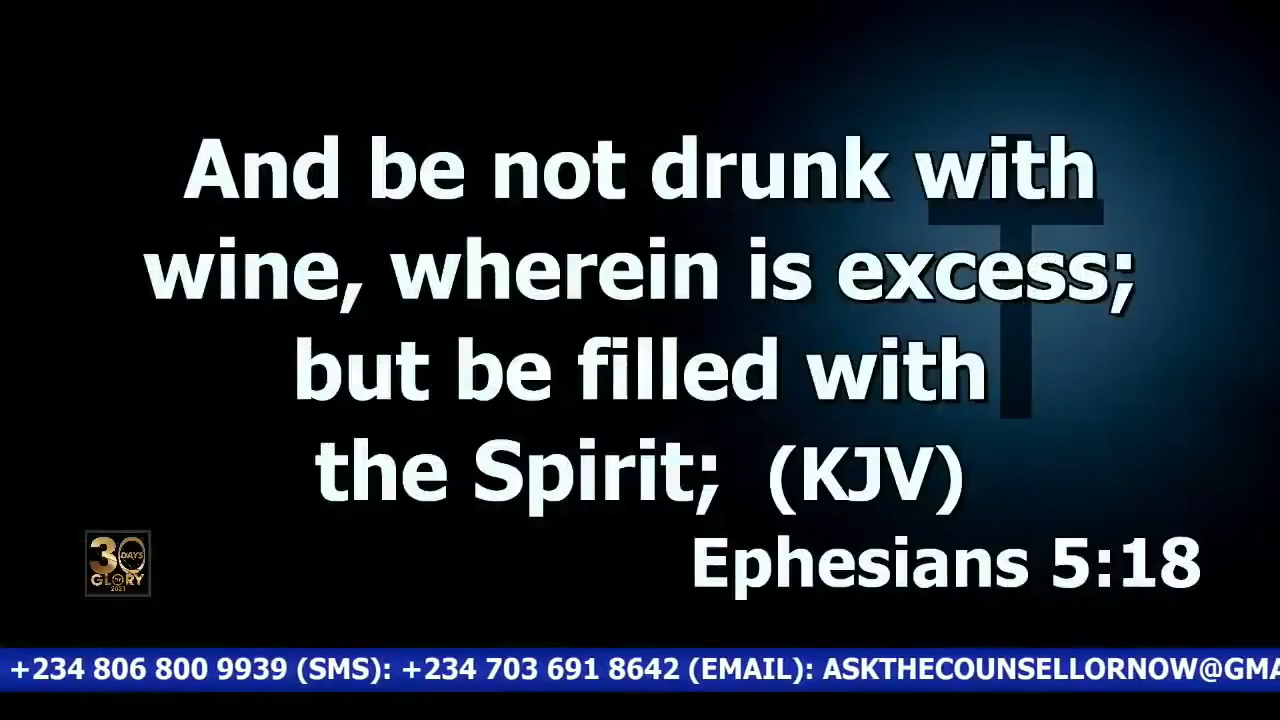 And be not drunk with
wine, wherein is excess;
but be filled with
the Spirit; (KJV)
Ephesians 5:18
30
DAYS
GLORY
2021
+234 806 800 9939 (SMS): +234 703 691 8642 (EMAIL): ASKTHECOUNSELLORNOW@GMA